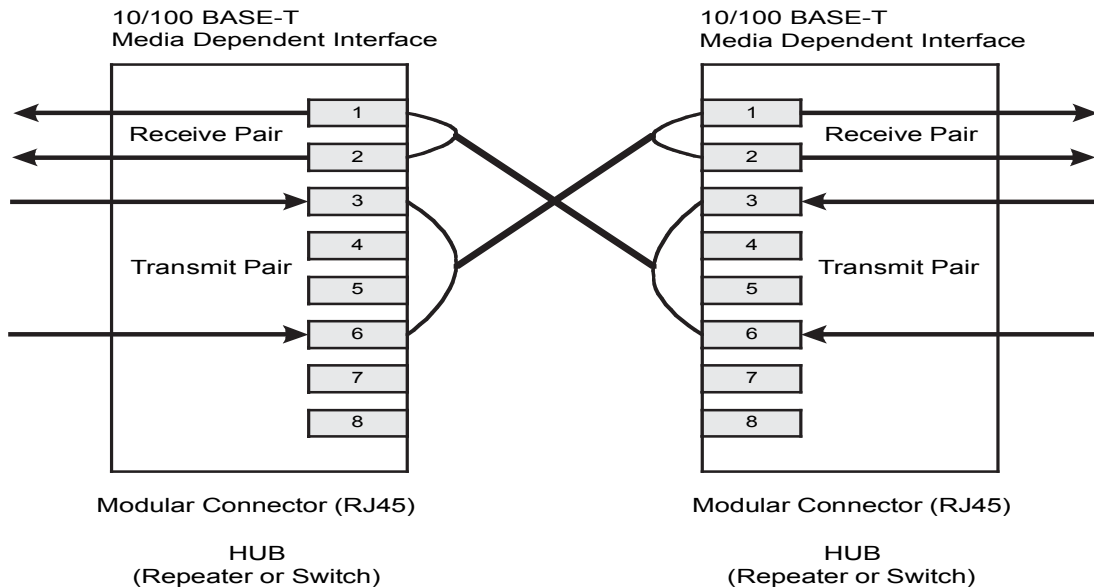 10/100 BASE-T
Media Dependent Interface
1
Receive Pair
2
3
4
Transmit Pair
5
6
7
8
Modular Connector (RJ45)
HUB
(Repeater or Switch)
10/100 BASE-T
Media Dependent Interface
1
Receive Pair
2
3
4
Transmit Pair
5
6
7
8
Modular Connector (RJ45)
HUB
(Repeater or Switch)